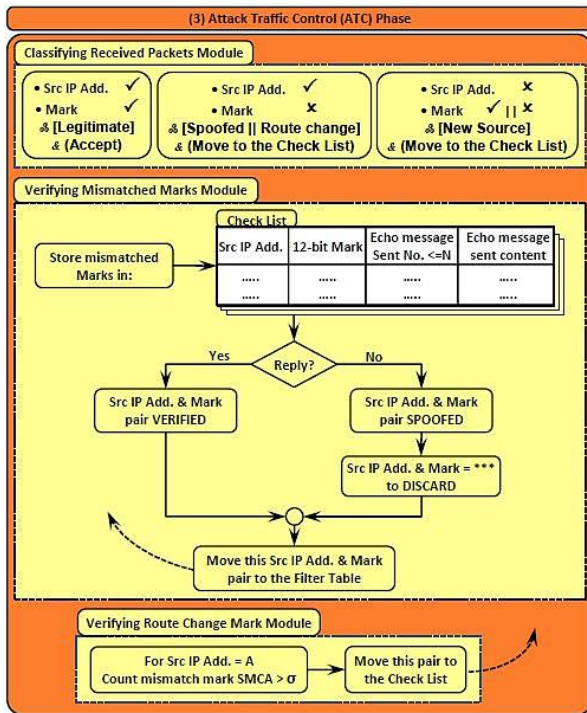 (3) Attack Traffic Control (ATC) Phase
Classifying Received Packets Module
• Src IP Add. ✓
• Mark ✓
& [Legitimate]
& (Accept)
• Src IP Add. ✓
• Mark ✗
& [Spoofed || Route change]
& (Move to the Check List)
• Src IP Add. ✗
• Mark ✓ || ✗
& [New Source]
& (Move to the Check List)
Verifying Mismatched Marks Module
Store mismatched
Marks in:
Check List
Src IP Add. 12-bit Mark Echo message Echo message
Sent No. <=N sent content
..... ..... ..... .....
..... ..... ..... .....
Yes Reply? No
Src IP Add. & Mark
pair VERIFIED
Src IP Add. & Mark
pair SPOOFED
Src IP Add. & Mark = ***
to DISCARD
Move this Src IP Add. & Mark
pair to the Filter Table
Verifying Route Change Mark Module
For Src IP Add. = A
Count mismatch mark SMCA > σ
Move this pair to
the Check List